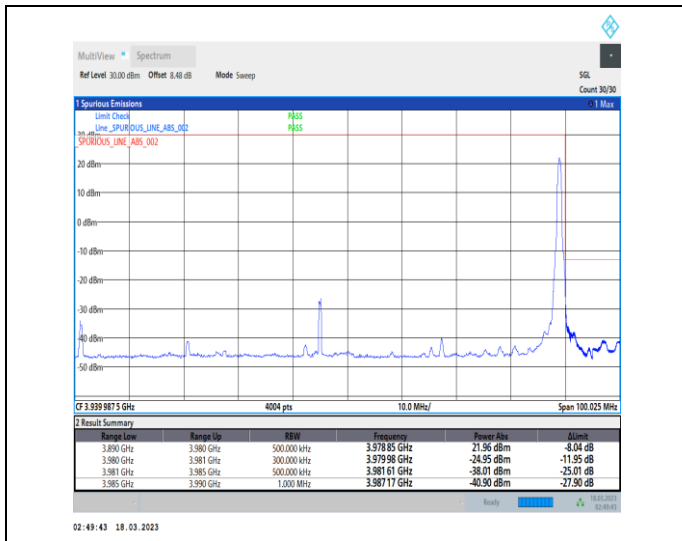 MultiView Spectrum
Ref Level 30.00 dBm Offset 8.48 dB Mode Sweep SGL
Count 30/30
1 Spurious Emissions 1 Max
Limit Check PASS
Line _SPURIOUS_LINE_ABS_002 PASS
30 dBm
_SPURIOUS_LINE_ABS_002
20 dBm
10 dBm
0 dBm
-10 dBm
-20 dBm
-30 dBm
-40 dBm
-50 dBm
CF 3.939 987 5 GHz 4004 pts 10.0 MHz/ Span 100.025 MHz
2 Result Summary
Range Low Range Up RBW Frequency Power Abs ΔLimit
3.890 GHz 3.980 GHz 500.000 kHz 3.978 85 GHz 21.96 dBm -8.04 dB
3.980 GHz 3.981 GHz 300.000 kHz 3.979 98 GHz -24.95 dBm -11.95 dB
3.981 GHz 3.985 GHz 500.000 kHz 3.981 61 GHz -38.01 dBm -25.01 dB
3.985 GHz 3.990 GHz 1.000 MHz 3.987 17 GHz -40.90 dBm -27.90 dB
Ready 18.03.2023
02:49:43
02:49:43 18.03.2023